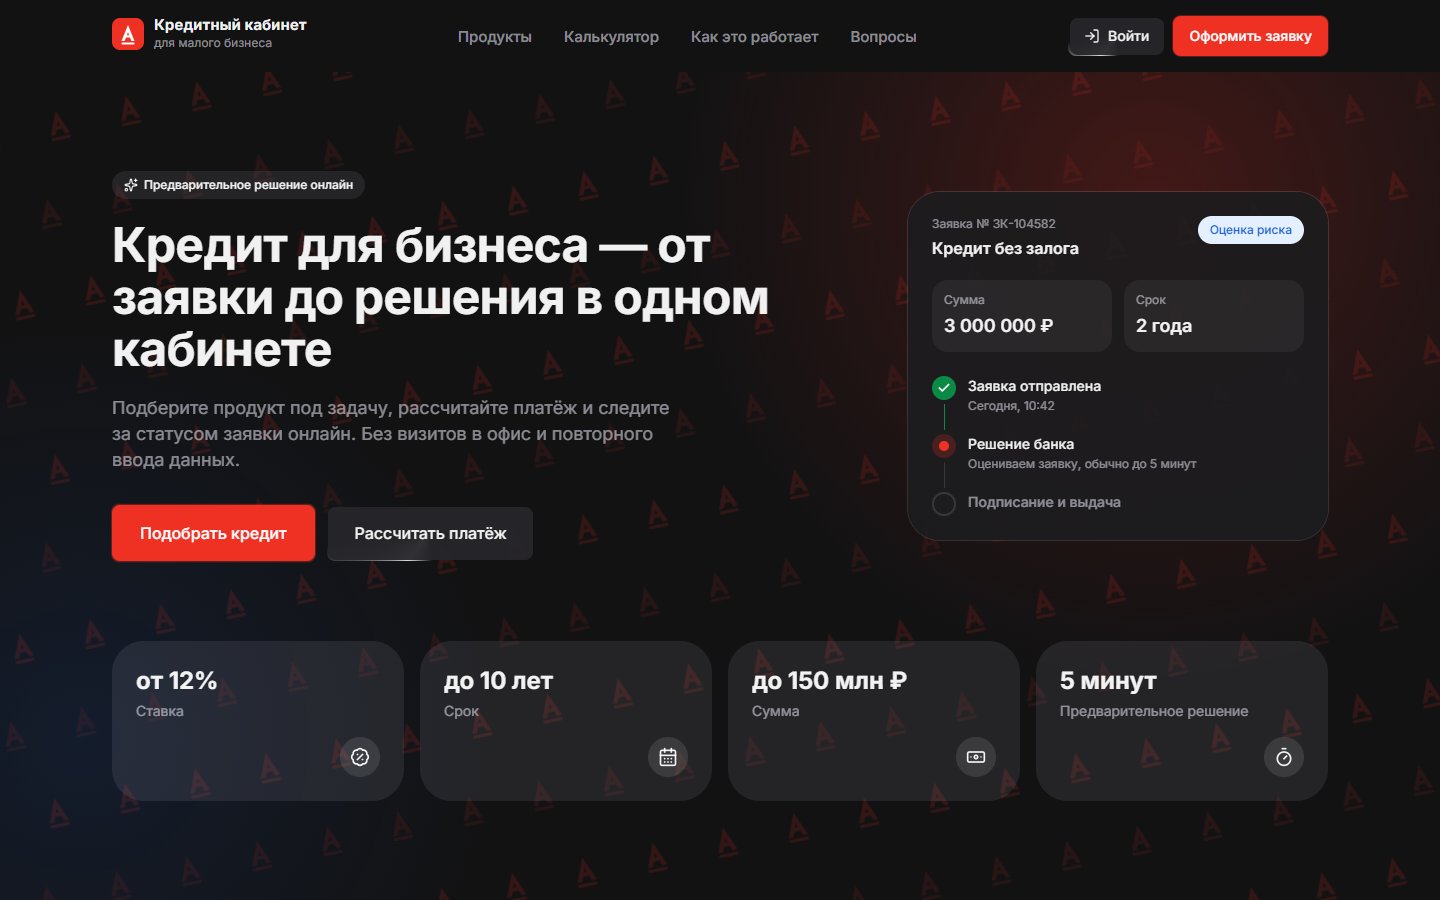 Кредитный кабинет
для малого бизнеса
Продукты
Калькулятор
Как это работает
Вопросы
Войти
Оформить заявку
Предварительное решение онлайн
Кредит для бизнеса — от
заявки до решения в одном
кабинете
Подберите продукт под задачу, рассчитайте платёж и следите
за статусом заявки онлайн. Без визитов в офис и повторного
ввода данных.
Подобрать кредит
Рассчитать платёж
Заявка № ЗК-104582
Кредит без залога
Оценка риска
Сумма
3 000 000 ₽
Срок
2 года
Заявка отправлена
Сегодня, 10:42
Решение банка
Оцениваем заявку, обычно до 5 минут
Подписание и выдача
от 12%
Ставка
до 10 лет
Срок
до 150 млн ₽
Сумма
5 минут
Предварительное решение